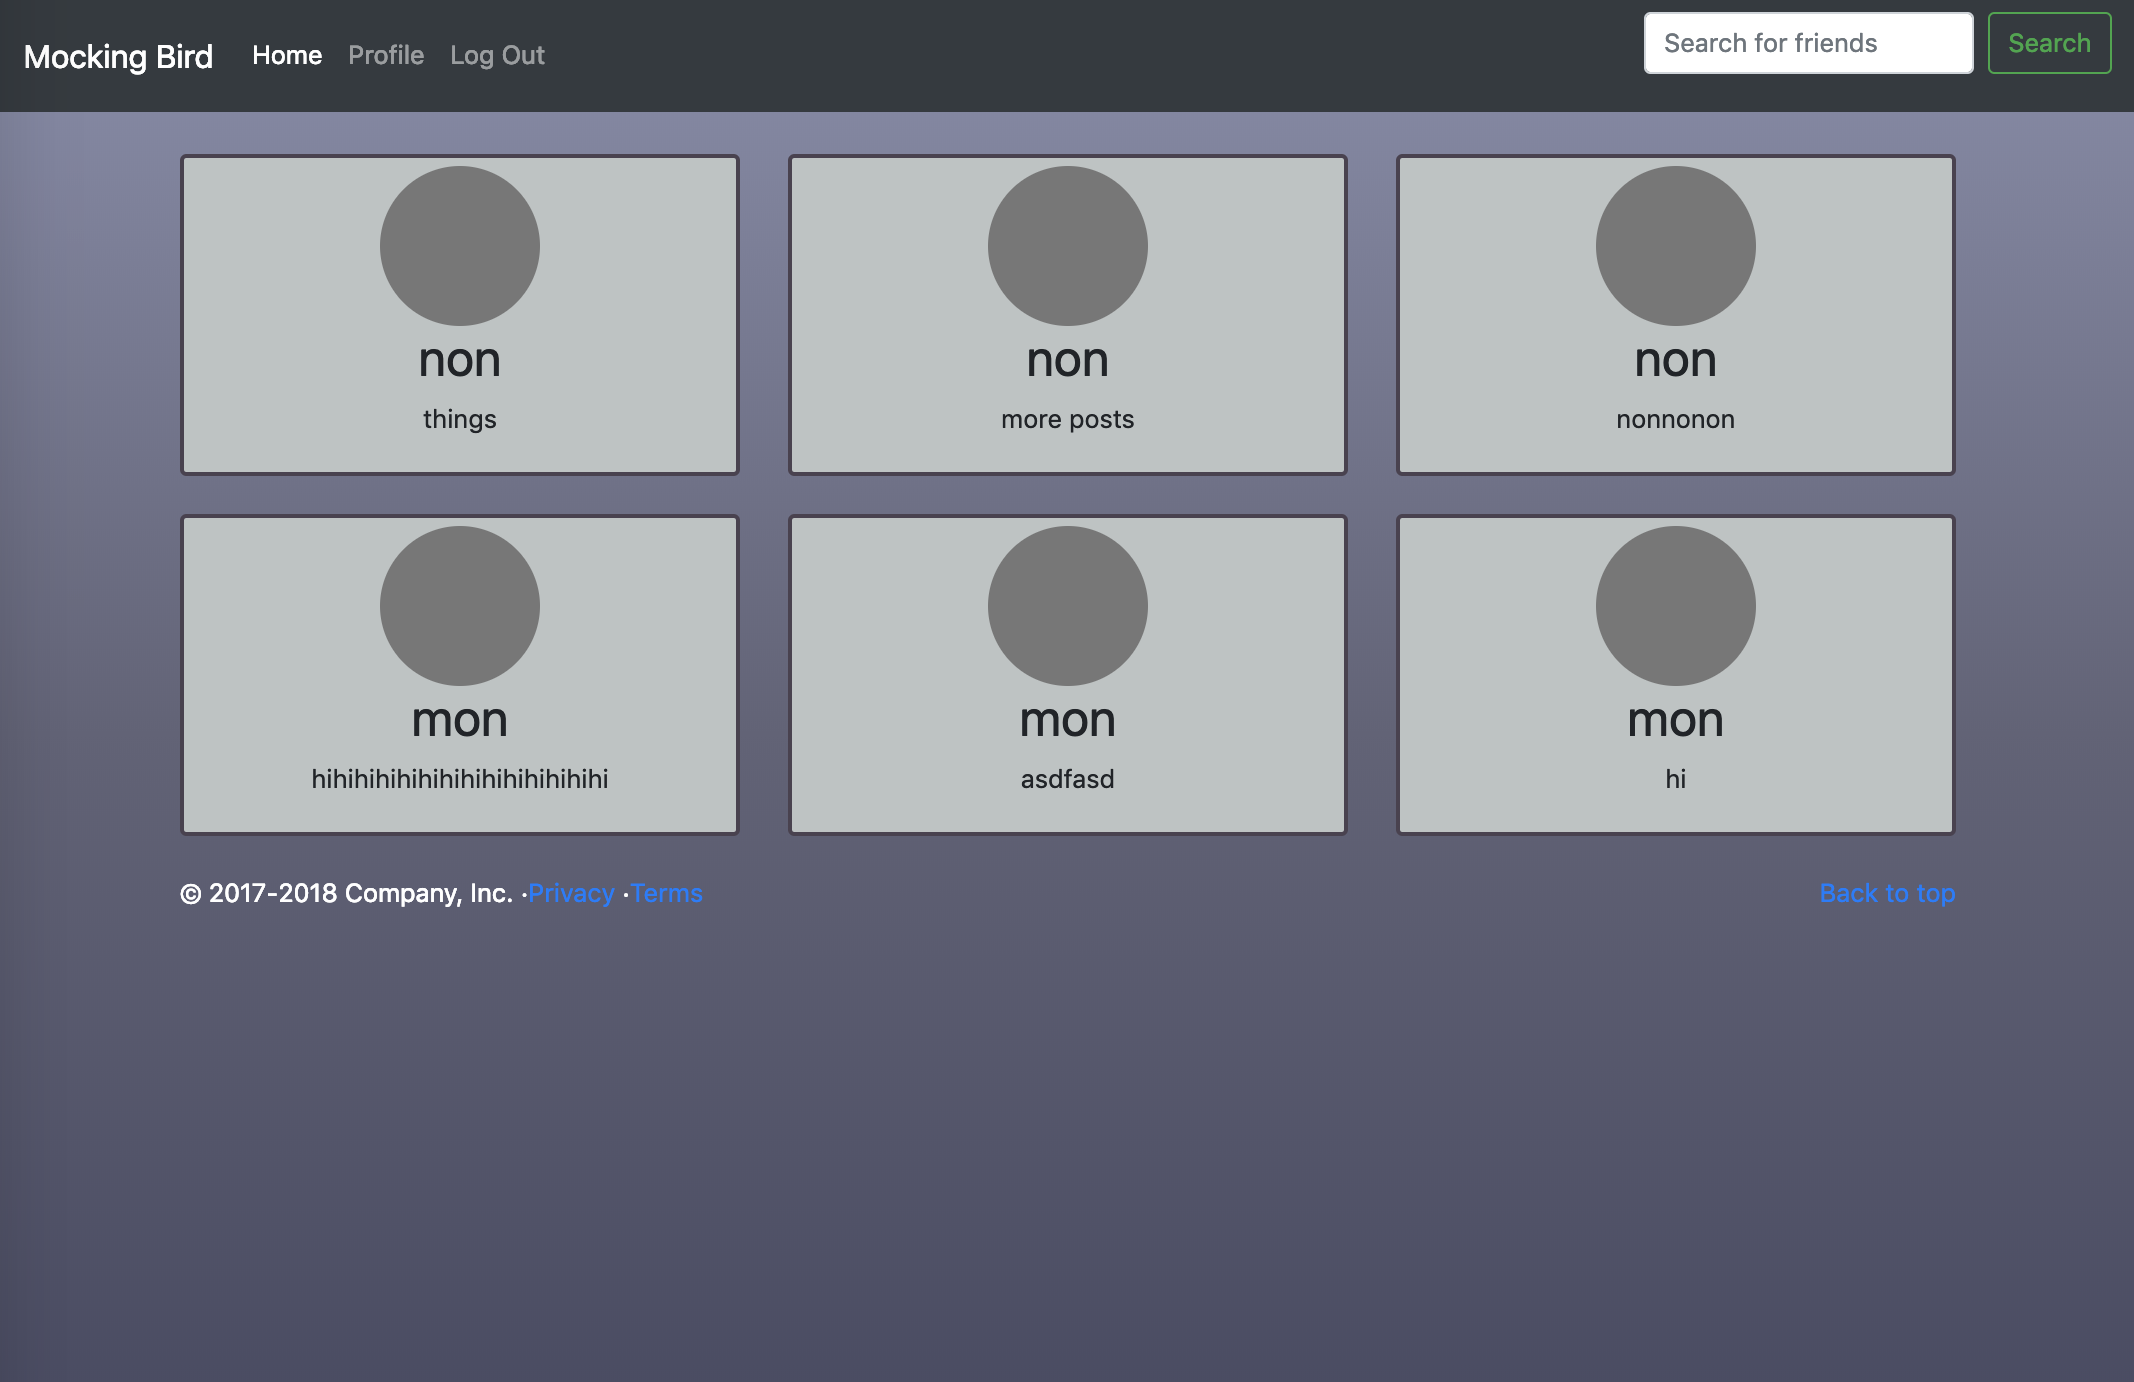 Mocking Bird Home Profile Log Out Search for friends Search
non
things
non
more posts
non
nonnonon
mon
hihihihihihihihihihihihihihi
mon
asdfasd
mon
hi
© 2017-2018 Company, Inc. ·Privacy ·Terms Back to top